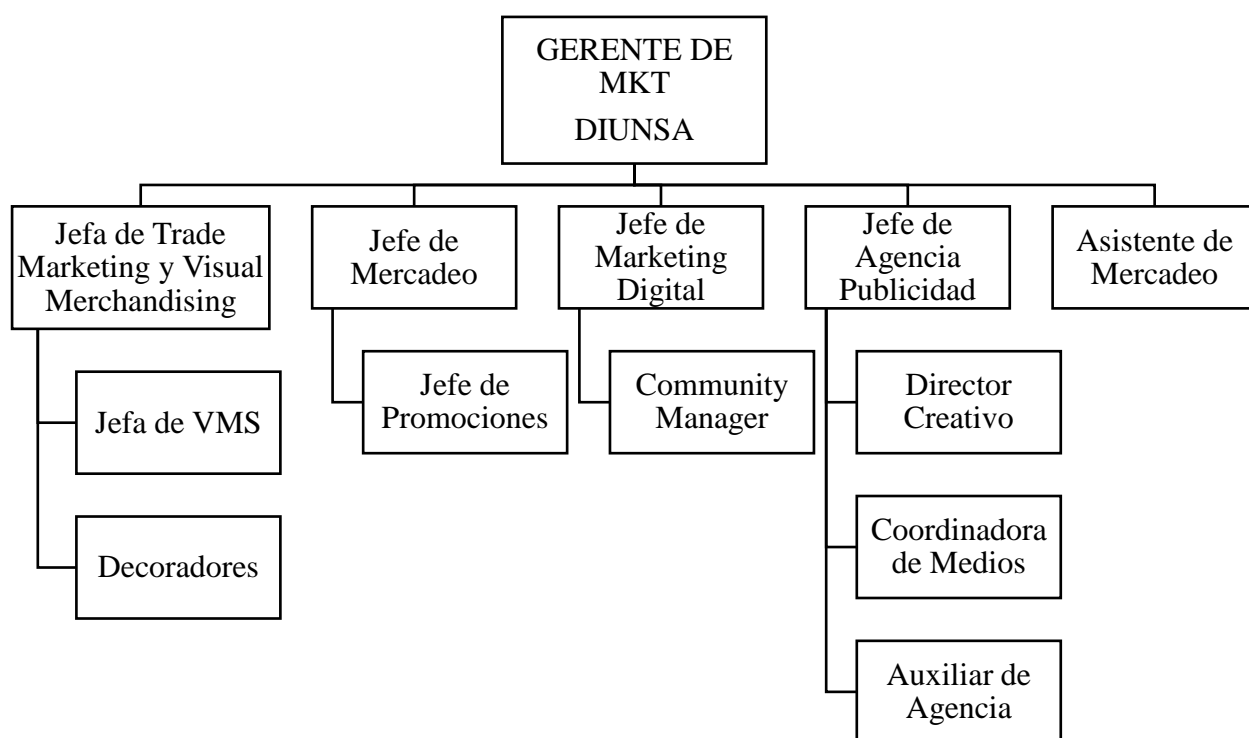 GERENTE DE
MKT
DIUNSA
Jefa de Trade
Marketing y Visual
Merchandising
Jefe de
Mercadeo
Jefe de
Marketing
Digital
Jefe de
Agencia
Publicidad
Asistente de
Mercadeo
Jefa de VMS
Decoradores
Jefe de
Promociones
Community
Manager
Director
Creativo
Coordinadora
de Medios
Auxiliar de
Agencia